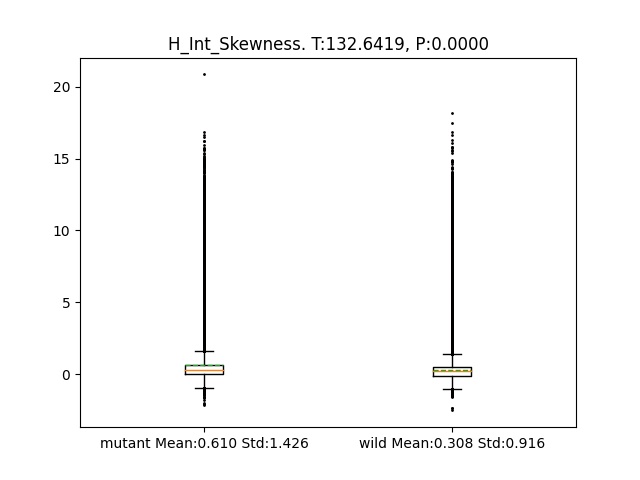 H_Int_Skewness. T:132.6419, P:0.0000
20
15
10
5
0
mutant Mean:0.610 Std:1.426
wild Mean:0.308 Std:0.916